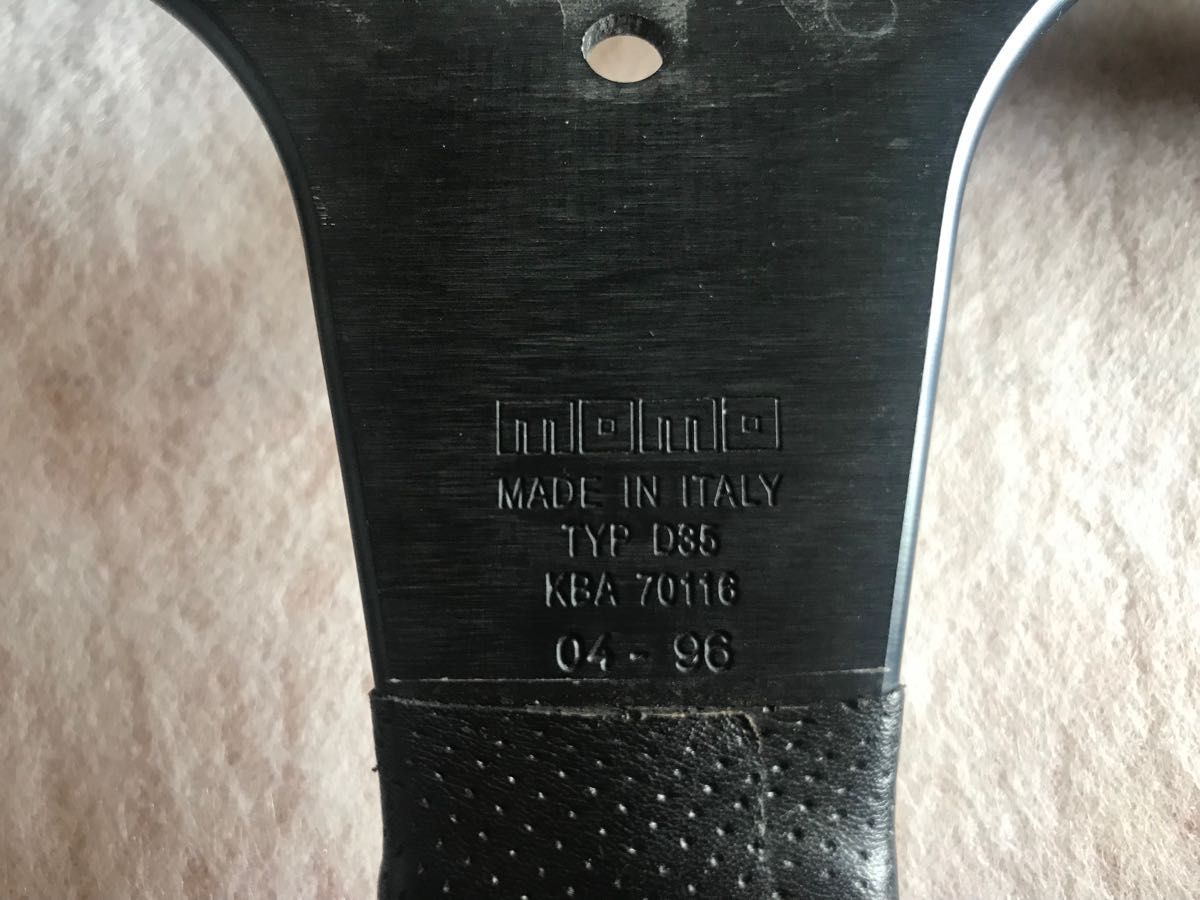 momo
MADE IN ITALY
TYP D35
KBA 70116
04 - 96